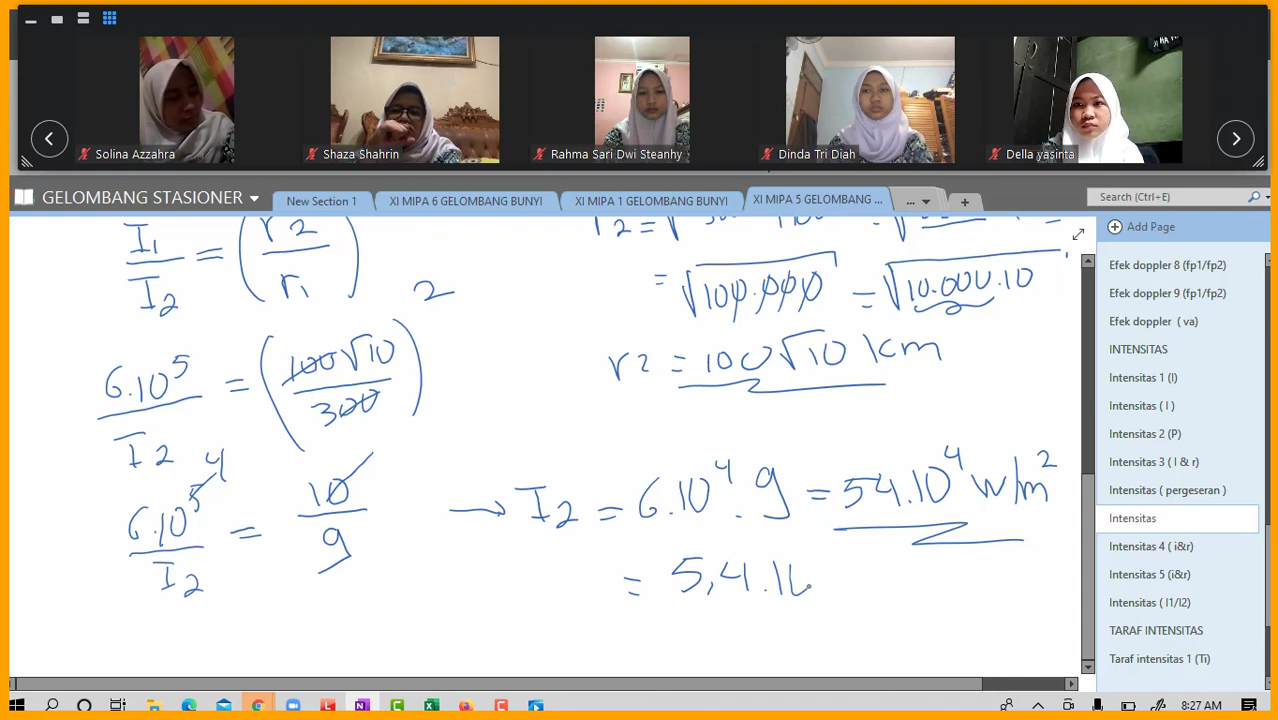 Solina Azzahra
Shaza Shahrin
Rahma Sari Dwi Steanhy
Dinda Tri Diah
Della yasinta
GELOMBANG STASIONER
New Section 1
XI MIPA 6 GELOMBANG BUNYI
XI MIPA 1 GELOMBANG BUNYI
XI MIPA 5 GELOMBANG ...
...
Search (Ctrl+E)
I1/I2 = (r2/r1)2
6.10^5/I2 = (100√10/300)
6.10^5 4/I2 = 10/9
r2 =
= √100.000 = √10.000.10
r2 = 100√10 km
→ I2 = 6.10^4 . 9 = 54.10^4 w/m^2
= 5,4.10
Add Page
Efek doppler 8 (fp1/fp2)
Efek doppler 9 (fp1/fp2)
Efek doppler ( va)
INTENSITAS
Intensitas 1 (I)
Intensitas ( I )
Intensitas 2 (P)
Intensitas 3 ( I & r)
Intensitas ( pergeseran )
Intensitas
Intensitas 4 ( i&r)
Intensitas 5 (i&r)
Intensitas ( I1/I2)
TARAF INTENSITAS
Taraf intensitas 1 (Ti)
8:27 AM